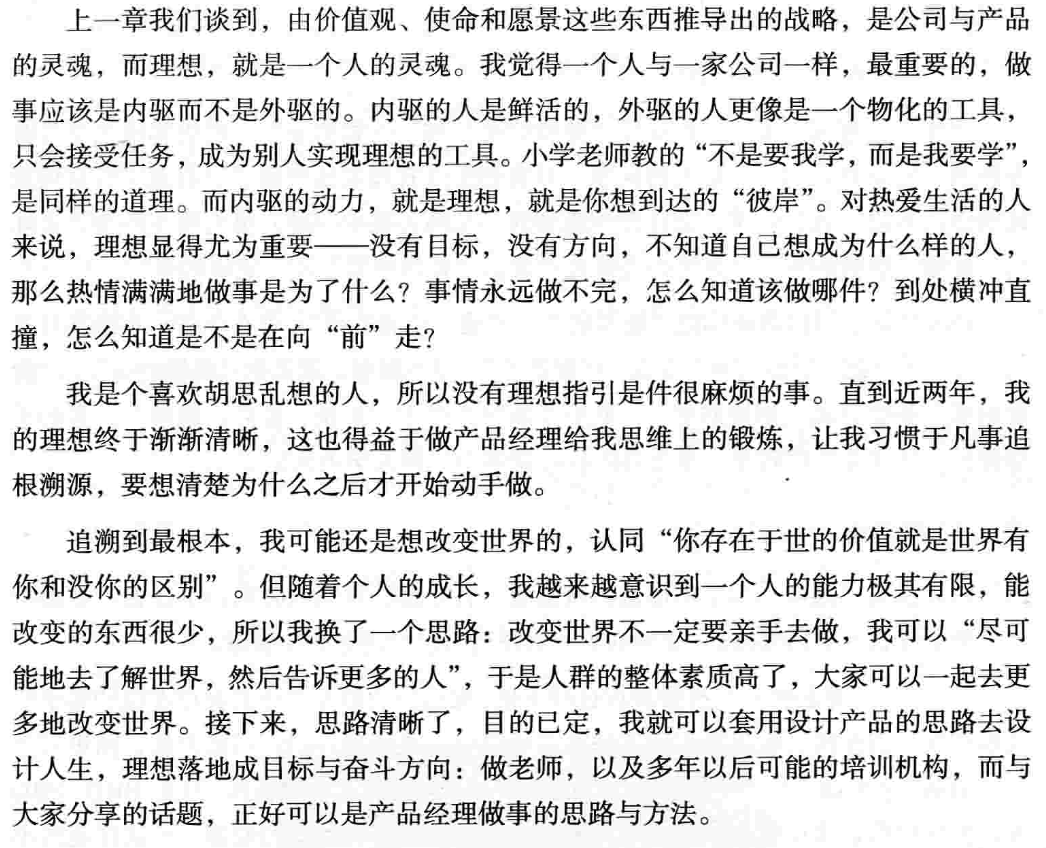 上一章我们谈到，由价值观、使命和愿景这些东西推导出的战略，是公司与产品
的灵魂，而理想，就是一个人的灵魂。我觉得一个人与一家公司一样，最重要的，做
事应该是内驱而不是外驱的。内驱的人是鲜活的，外驱的人更像是一个物化的工具，
只会接受任务，成为别人实现理想的工具。小学老师教的“不是要我学，而是我要学”，
是同样的道理。而内驱的动力，就是理想，就是你想到达的“彼岸”。对热爱生活的人
来说，理想显得尤为重要——没有目标，没有方向，不知道自己想成为什么样的人，
那么热情满满地做事是为了什么？事情永远做不完，怎么知道该做哪件？到处横冲直
撞，怎么知道是不是在向“前”走？
我是个喜欢胡思乱想的人，所以没有理想指引是件很麻烦的事。直到近两年，我
的理想终于渐渐清晰，这也得益于做产品经理给我思维上的锻炼，让我习惯于凡事追
根溯源，要想清楚为什么之后才开始动手做。
追溯到最根本，我可能还是想改变世界的，认同“你存在于世的价值就是世界有
你和没你的区别”。但随着个人的成长，我越来越意识到一个人的能力极其有限，能
改变的东西很少，所以我换了一个思路：改变世界不一定要亲手去做，我可以“尽可
能地去了解世界，然后告诉更多的人”，于是人群的整体素质高了，大家可以一起去更
多地改变世界。接下来，思路清晰了，目的已定，我就可以套用设计产品的思路去设
计人生，理想落地成目标与奋斗方向：做老师，以及多年以后可能的培训机构，而与
大家分享的话题，正好可以是产品经理做事的思路与方法。